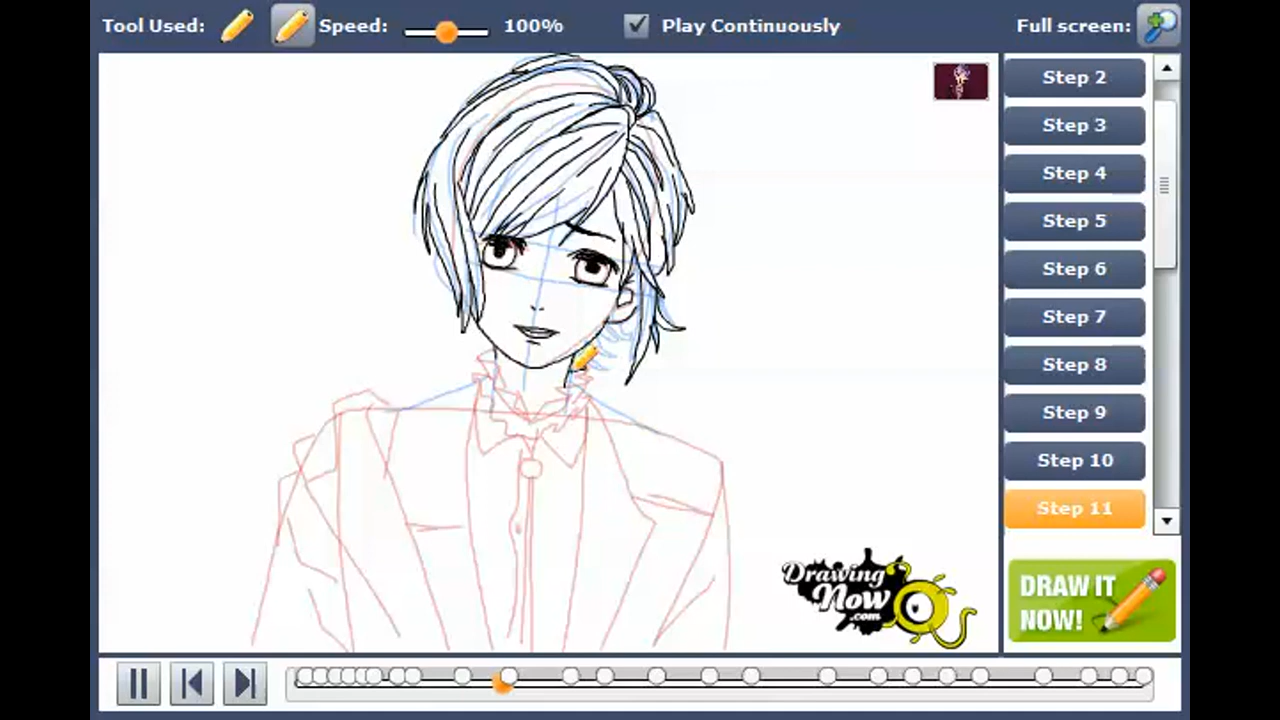 Tool Used: Speed: 100% Play Continuously Full screen:
Step 2
Step 3
Step 4
Step 5
Step 6
Step 7
Step 8
Step 9
Step 10
Step 11
Drawing
Now
.com
DRAW IT
NOW!